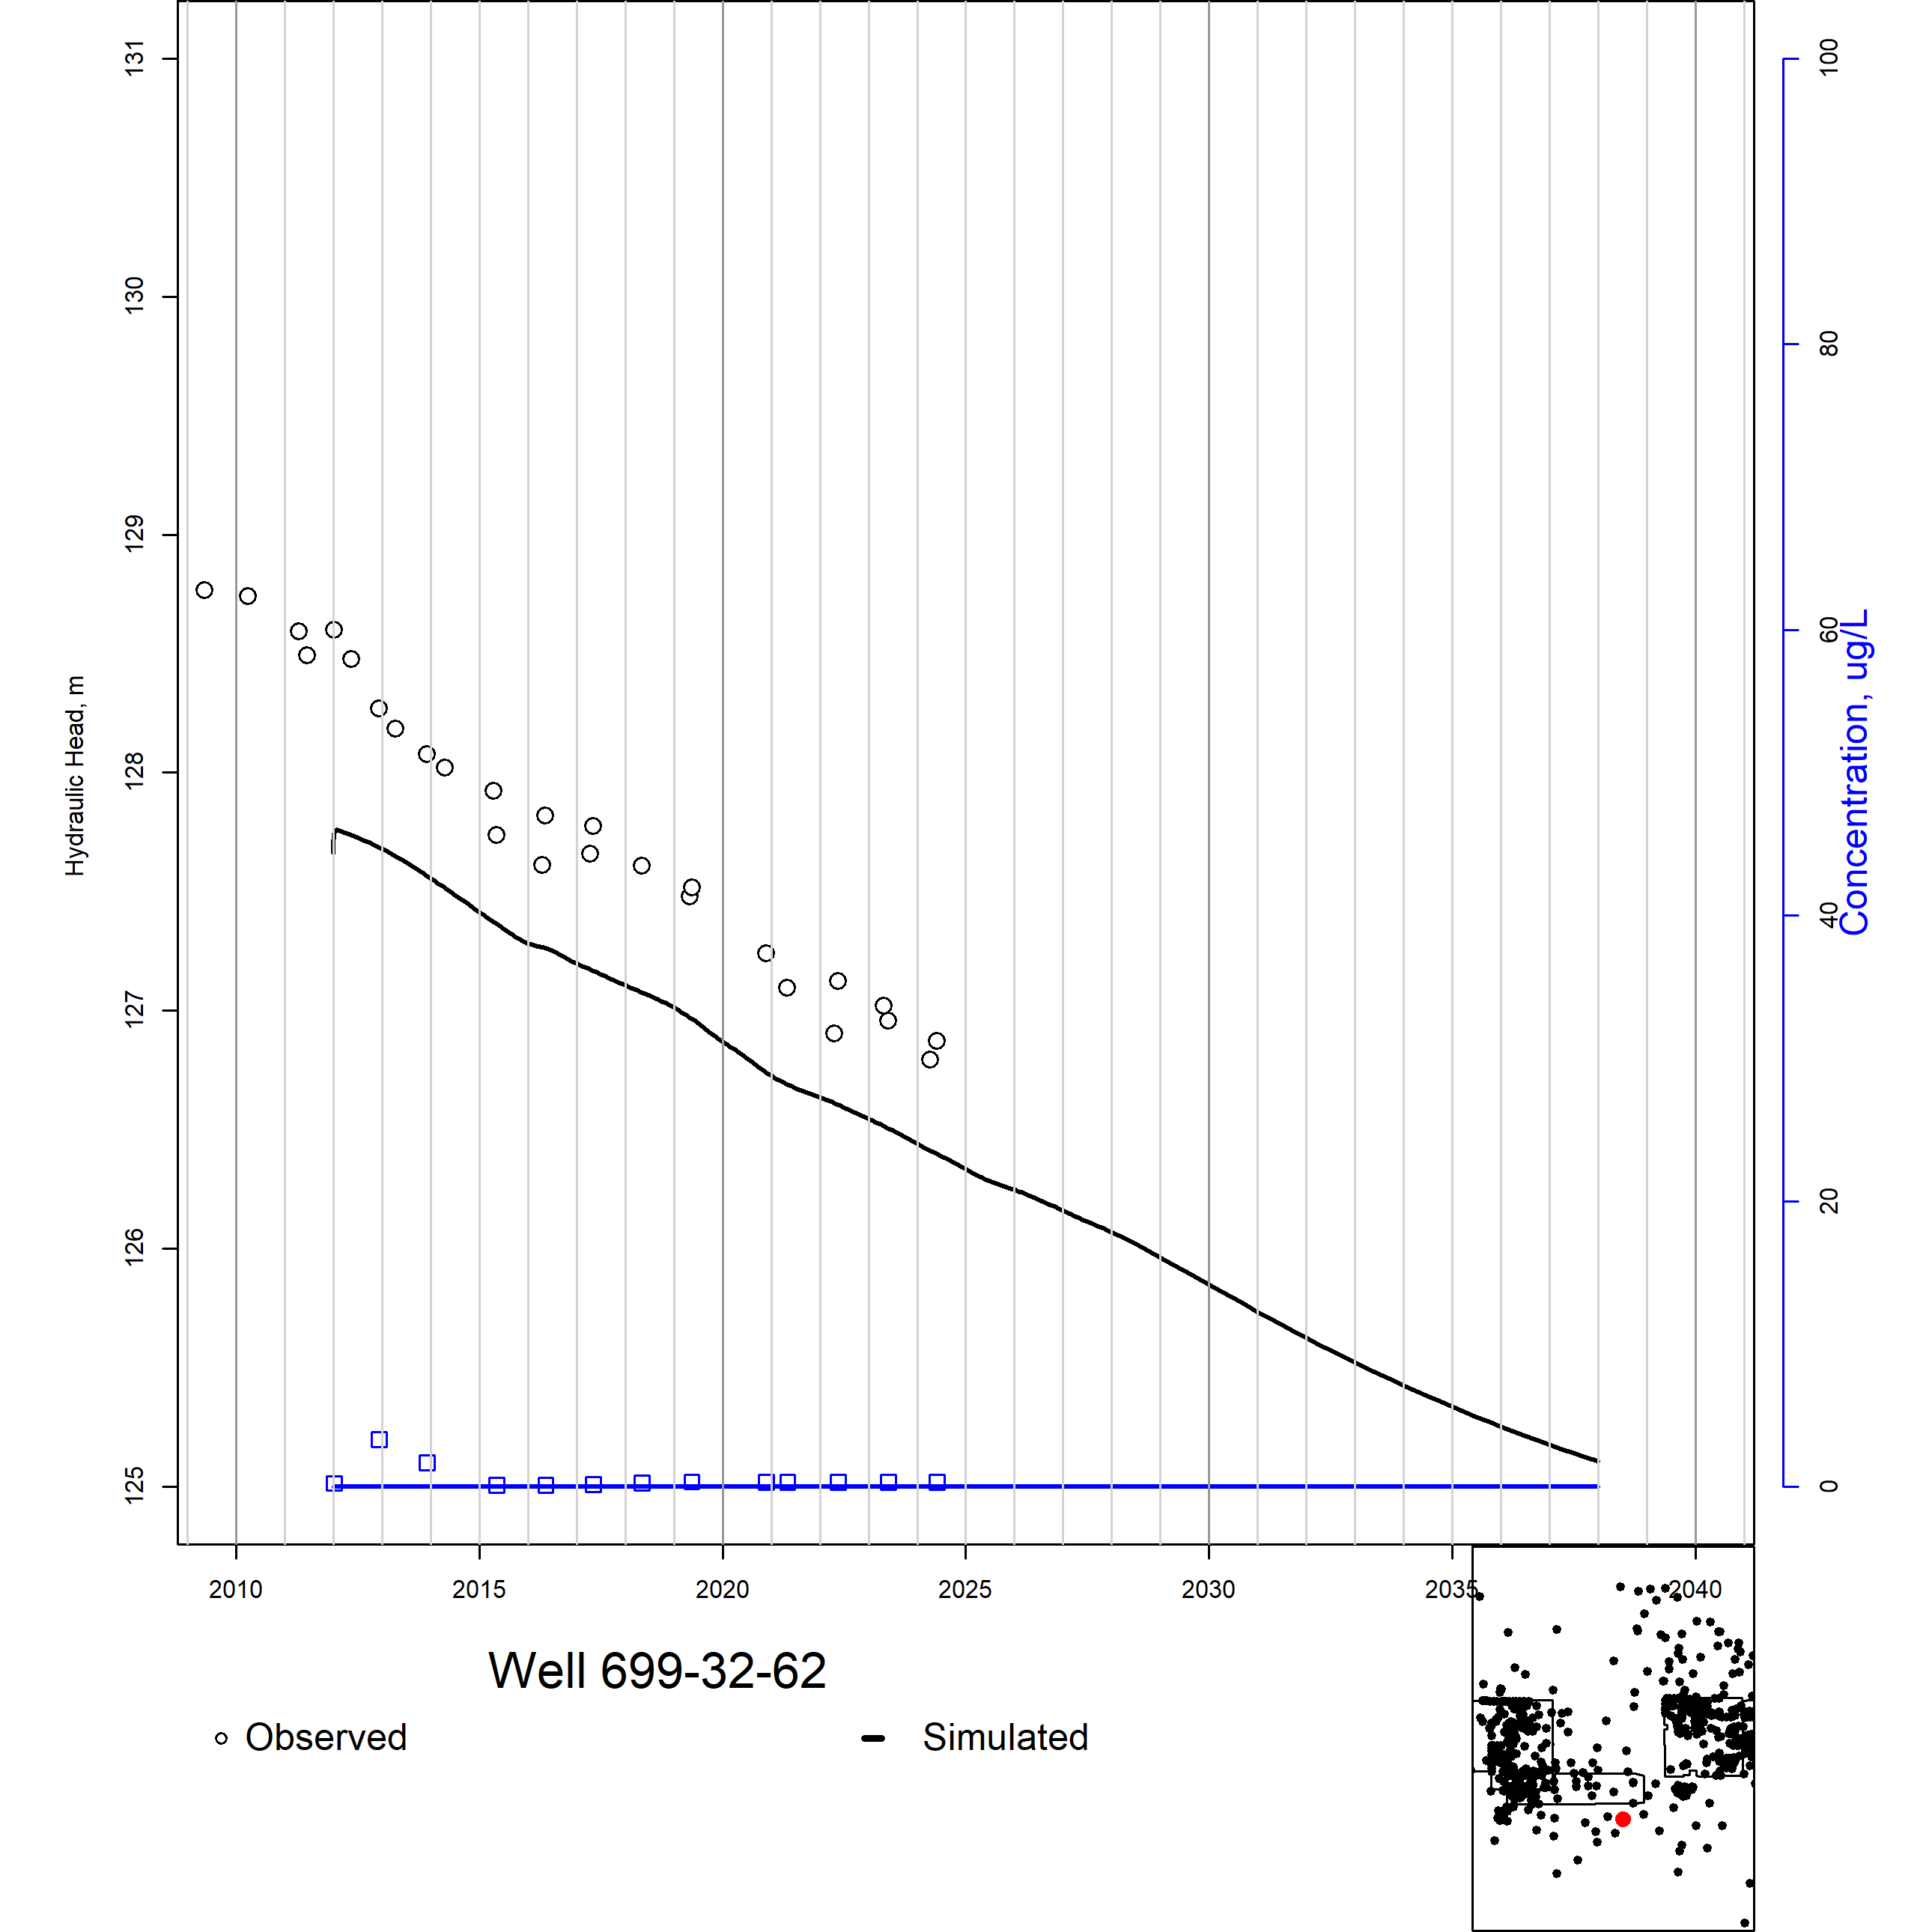 131
130
129
128
127
126
125
Hydraulic Head, m
100
80
60
40
20
0
Concentration, ug/L
2010 2015 2020 2025 2030 2035 2040
Well 699-32-62
Observed Simulated